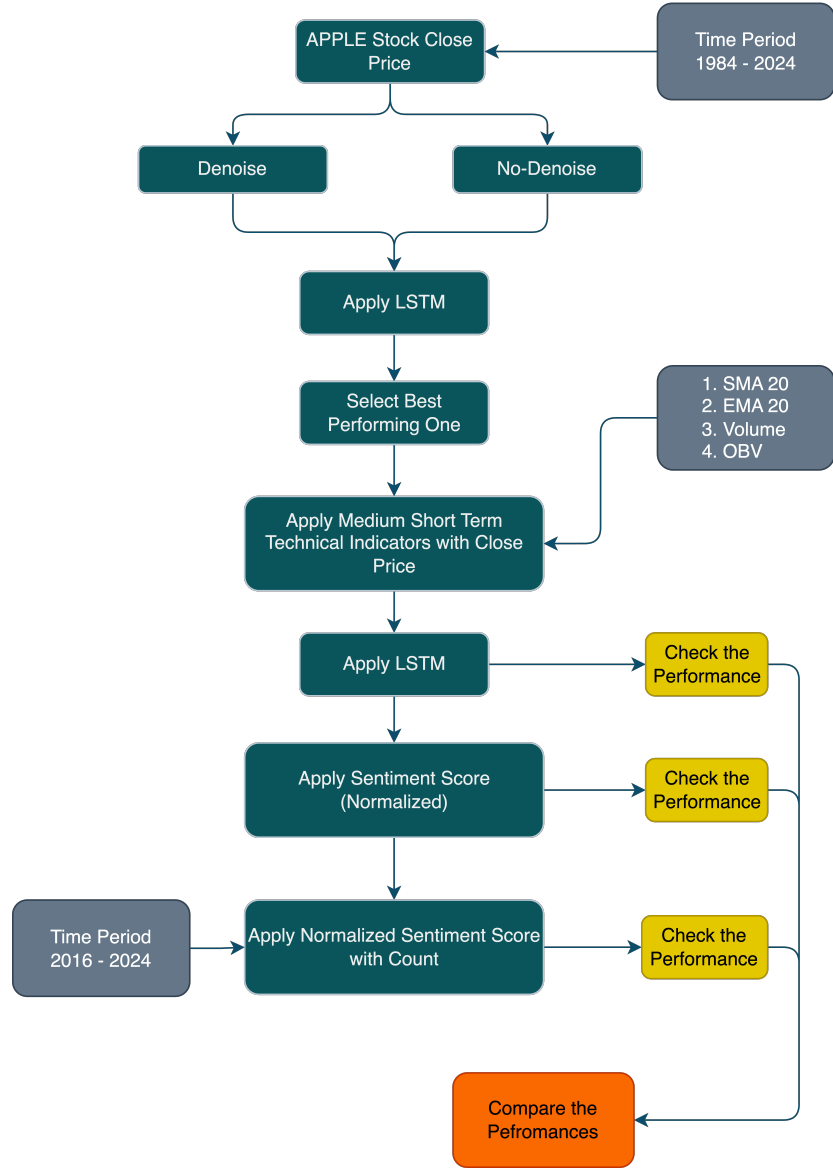 APPLE Stock Close
Price
Time Period
1984 - 2024
Denoise
No-Denoise
Apply LSTM
Select Best
Performing One
1. SMA 20
2. EMA 20
3. Volume
4. OBV
Apply Medium Short Term
Technical Indicators with Close
Price
Apply LSTM
Check the
Performance
Apply Sentiment Score
(Normalized)
Check the
Performance
Time Period
2016 - 2024
Apply Normalized Sentiment Score
with Count
Check the
Performance
Compare the
Pefromances